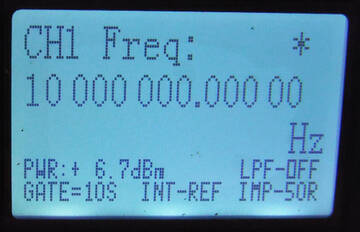 CH1 Freq: *
10 000 000.000 00
Hz
PWR:+ 6.7dBm LPF-OFF
GATE=10S INT-REF IMP-50R